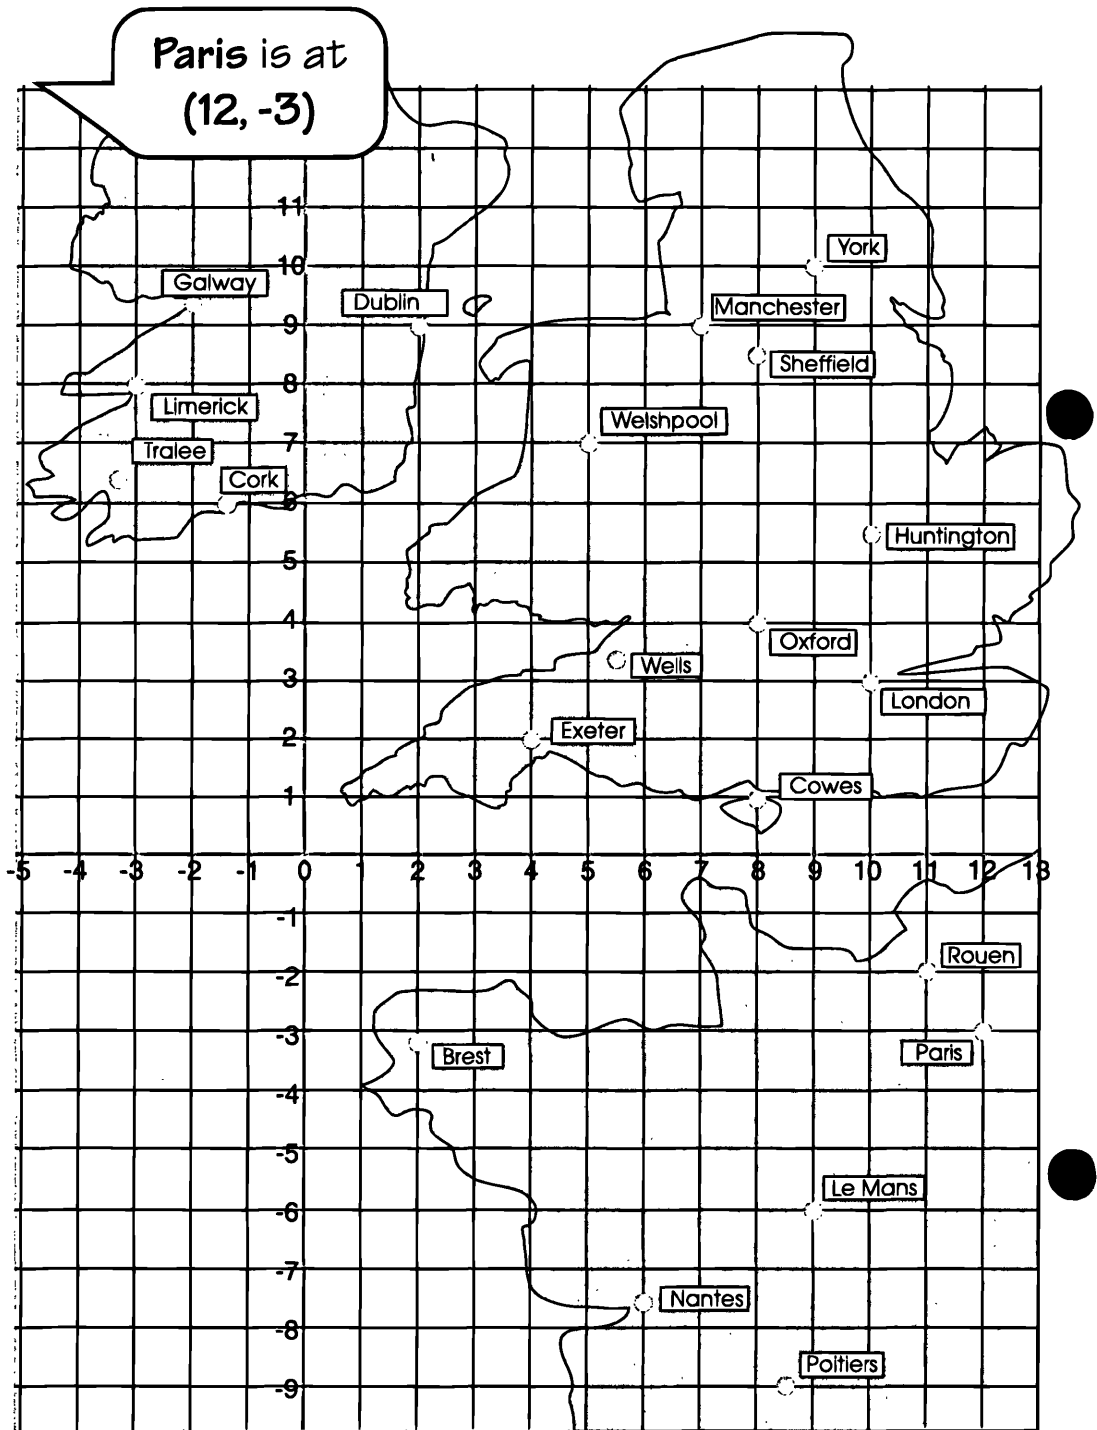 Paris is at
(12, -3)
11
York
10
Galway
Dublin
Manchester
9
Sheffield
8
Limerick
Welshpool
7
Tralee
Cork
6
Huntington
5
4
Oxford
Wells
3
London
Exeter
2
Cowes
1
-5 -4 -3 -2 -1 0 1 2 3 4 5 6 7 8 9 10 11 12 13
-1
Rouen
-2
-3
Brest
Paris
-4
-5
Le Mans
-6
-7
Nantes
-8
Poitiers
-9